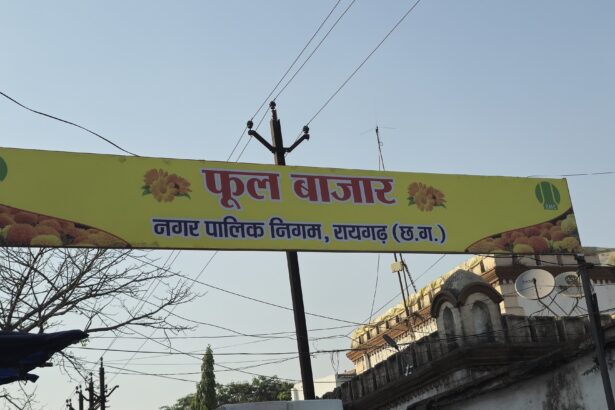 फूल बाजार
नगर पालिक निगम, रायगढ़ (छ.ग.)